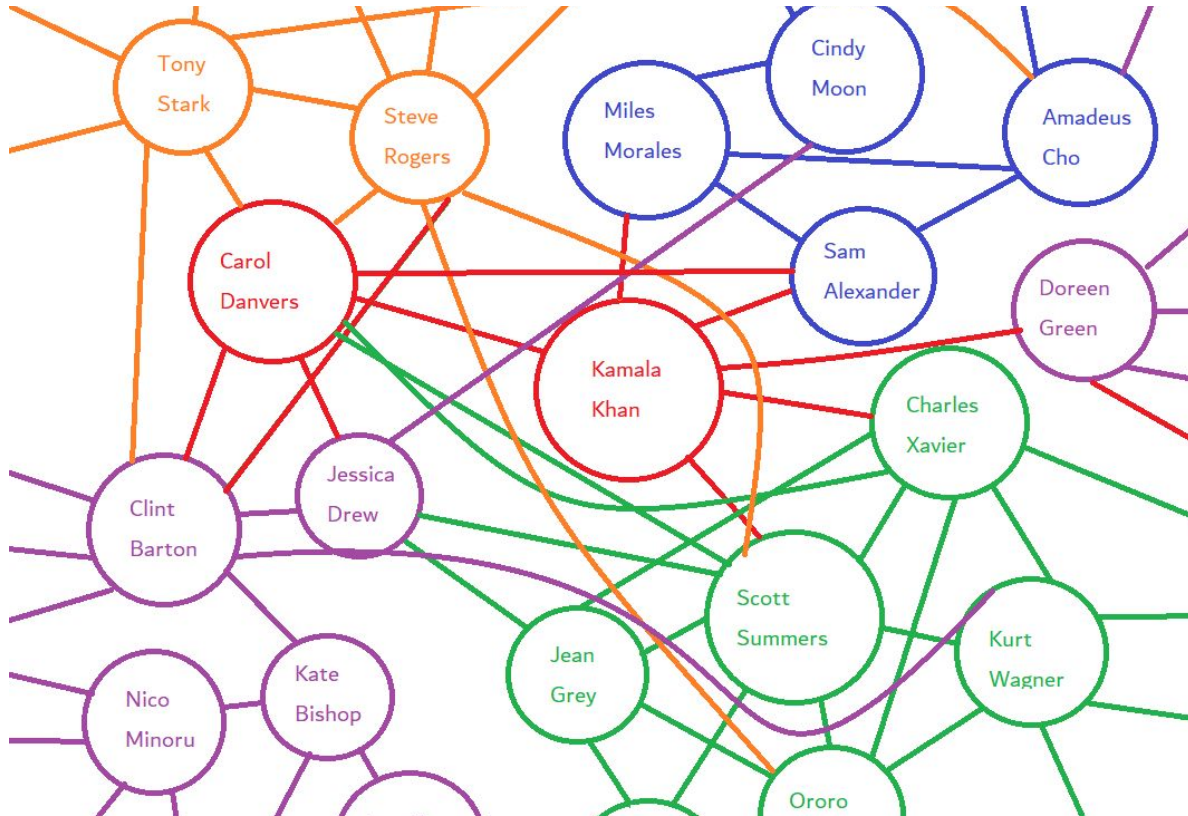 Tony
Stark
Steve
Rogers
Cindy
Moon
Miles
Morales
Amadeus
Cho
Carol
Danvers
Sam
Alexander
Doreen
Green
Kamala
Khan
Charles
Xavier
Clint
Barton
Jessica
Drew
Scott
Summers
Jean
Grey
Kurt
Wagner
Nico
Minoru
Kate
Bishop
Ororo